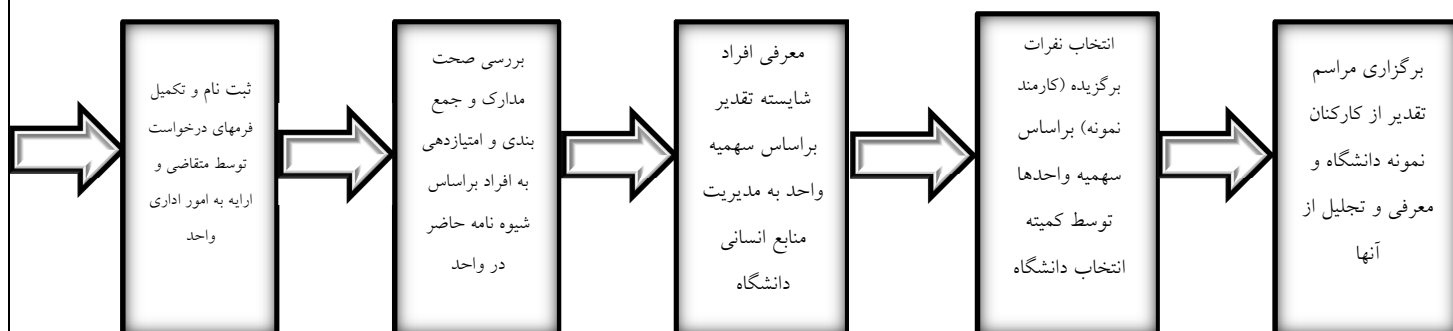 ثبت نام و تکمیل
فرمهای درخواست
توسط متقاضی و
ارایه به امور اداری
واحد
بررسی صحت
مدارک و جمع
بندی و امتیازدهی
به افراد براساس
شیوه نامه حاضر
در واحد
معرفی افراد
شایسته تقدیر
براساس سهمیه
واحد به مدیریت
منابع انسانی
دانشگاه
انتخاب نفرات
برگزیده (کارمند
نمونه) براساس
سهمیه واحدها
توسط کمیته
انتخاب دانشگاه
برگزاری مراسم
تقدیر از کارکنان
نمونه دانشگاه و
معرفی و تجلیل از
آنها